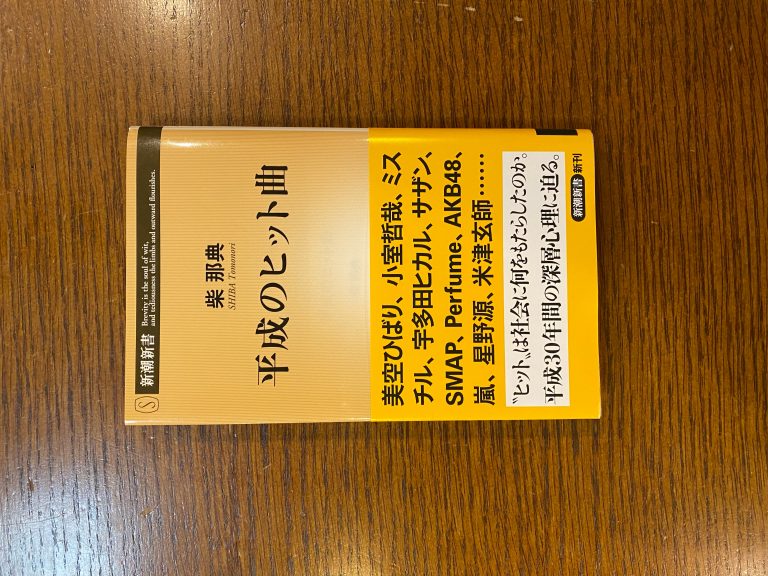 新潮新書
Brevity is the soul of wit,
and tediousness the limbs and outward flourishes.
柴 那典
SHIBA Tomonori
平成のヒット曲
美空ひばり、小室哲哉、ミス
チル、宇多田ヒカル、サザン、
SMAP、Perfume、AKB48、
嵐、星野源、米津玄師……
〝ヒット〟は社会に何をもたらしたのか。
平成30年間の深層心理に迫る。
新潮新書 新刊